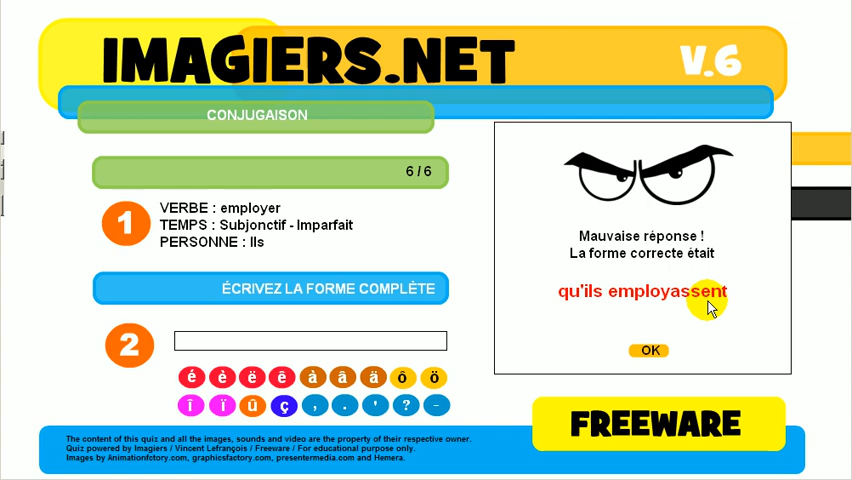 IMAGIERS.NET
V.6
CONJUGAISON
6 / 6
1
VERBE : employer
TEMPS : Subjonctif - Imparfait
PERSONNE : Ils
ÉCRIVEZ LA FORME COMPLÈTE
2
é è ë ê à â ä ô ö
î ï û ç , . ' ? -
Mauvaise réponse !
La forme correcte était
qu'ils employassent
OK
FREEWARE
The content of this quiz and all the images, sounds and video are the property of their respective owner.
Quiz powered by Imagiers / Vincent Lefrançois / Freeware / For educational purpose only.
Images by Animationfctory.com, graphicsfactory.com, presentermedia.com and Hemera.